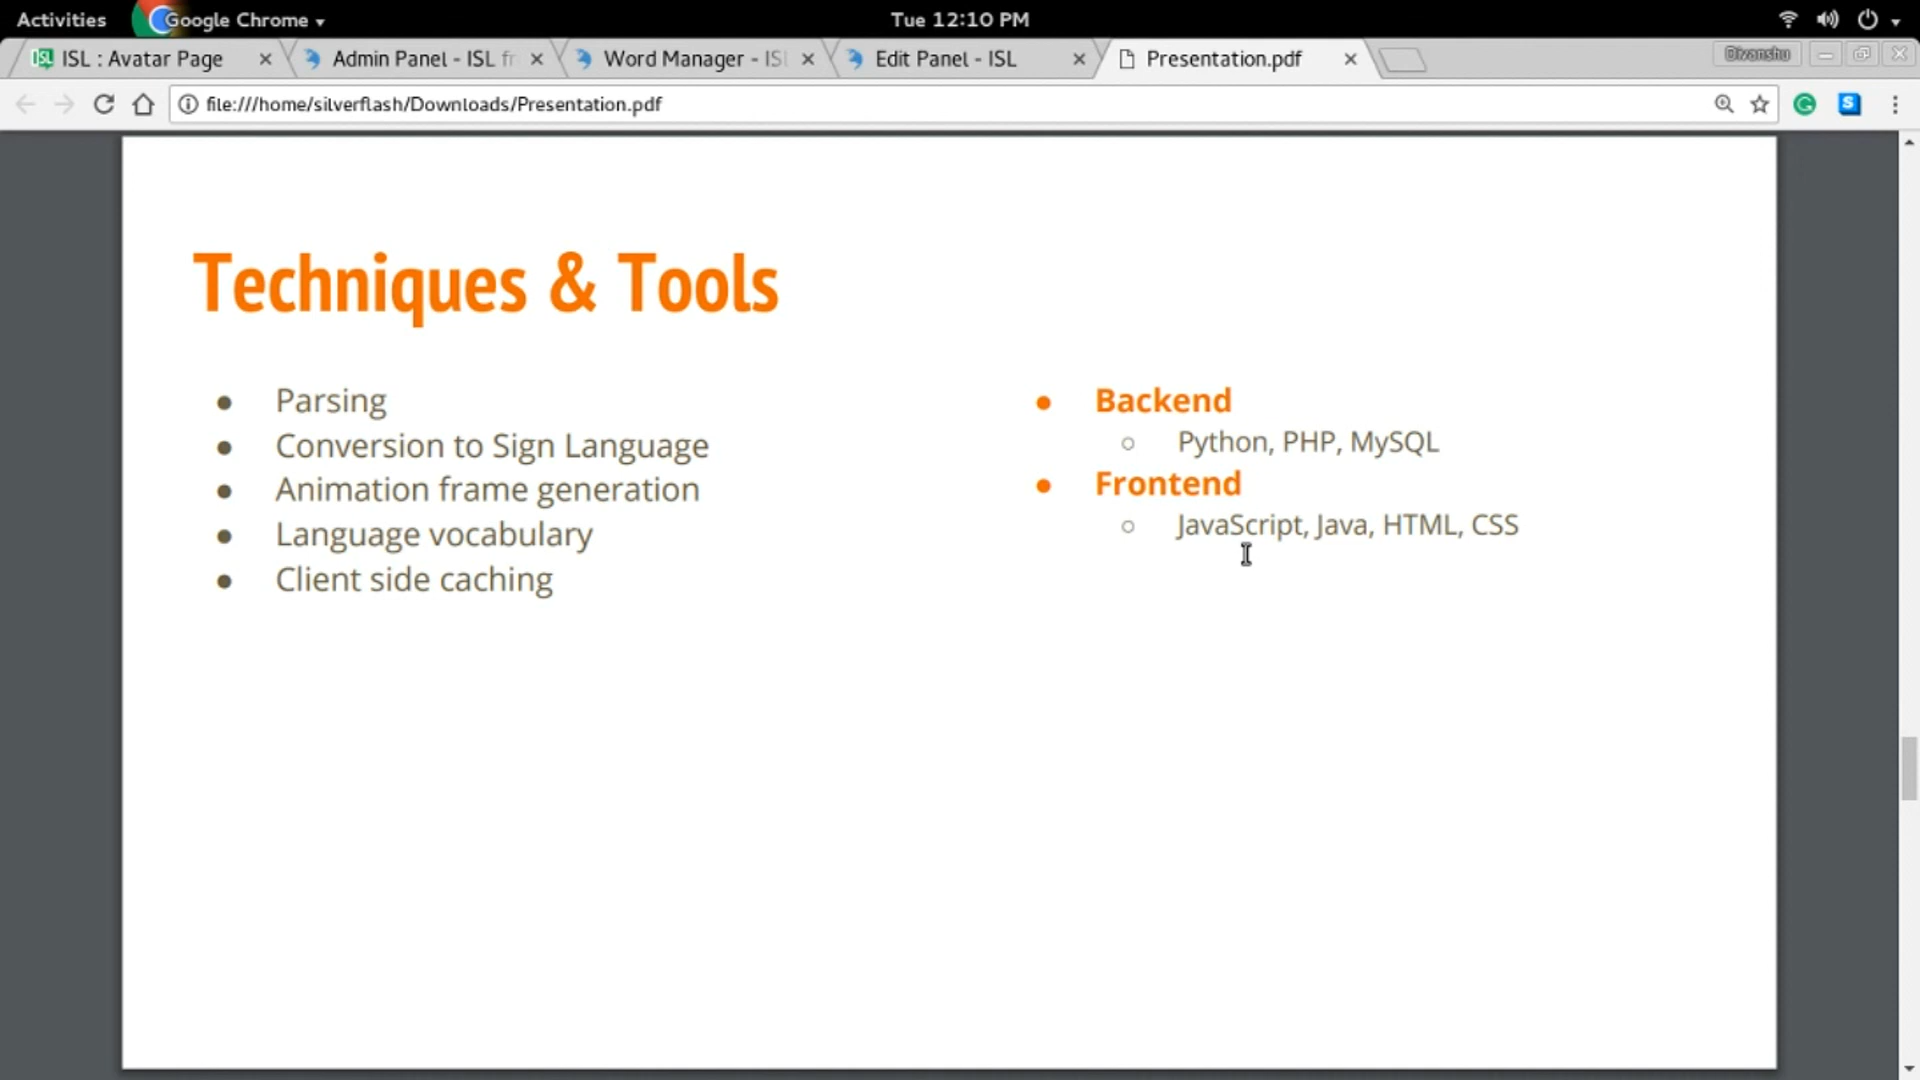 Activities Google Chrome Tue 12:10 PM
ISL : Avatar Page Admin Panel - ISL fr Word Manager - ISL Edit Panel - ISL Presentation.pdf Divanshu
file:///home/silverflash/Downloads/Presentation.pdf
Techniques & Tools
Parsing
Conversion to Sign Language
Animation frame generation
Language vocabulary
Client side caching
Backend
Python, PHP, MySQL
Frontend
JavaScript, Java, HTML, CSS